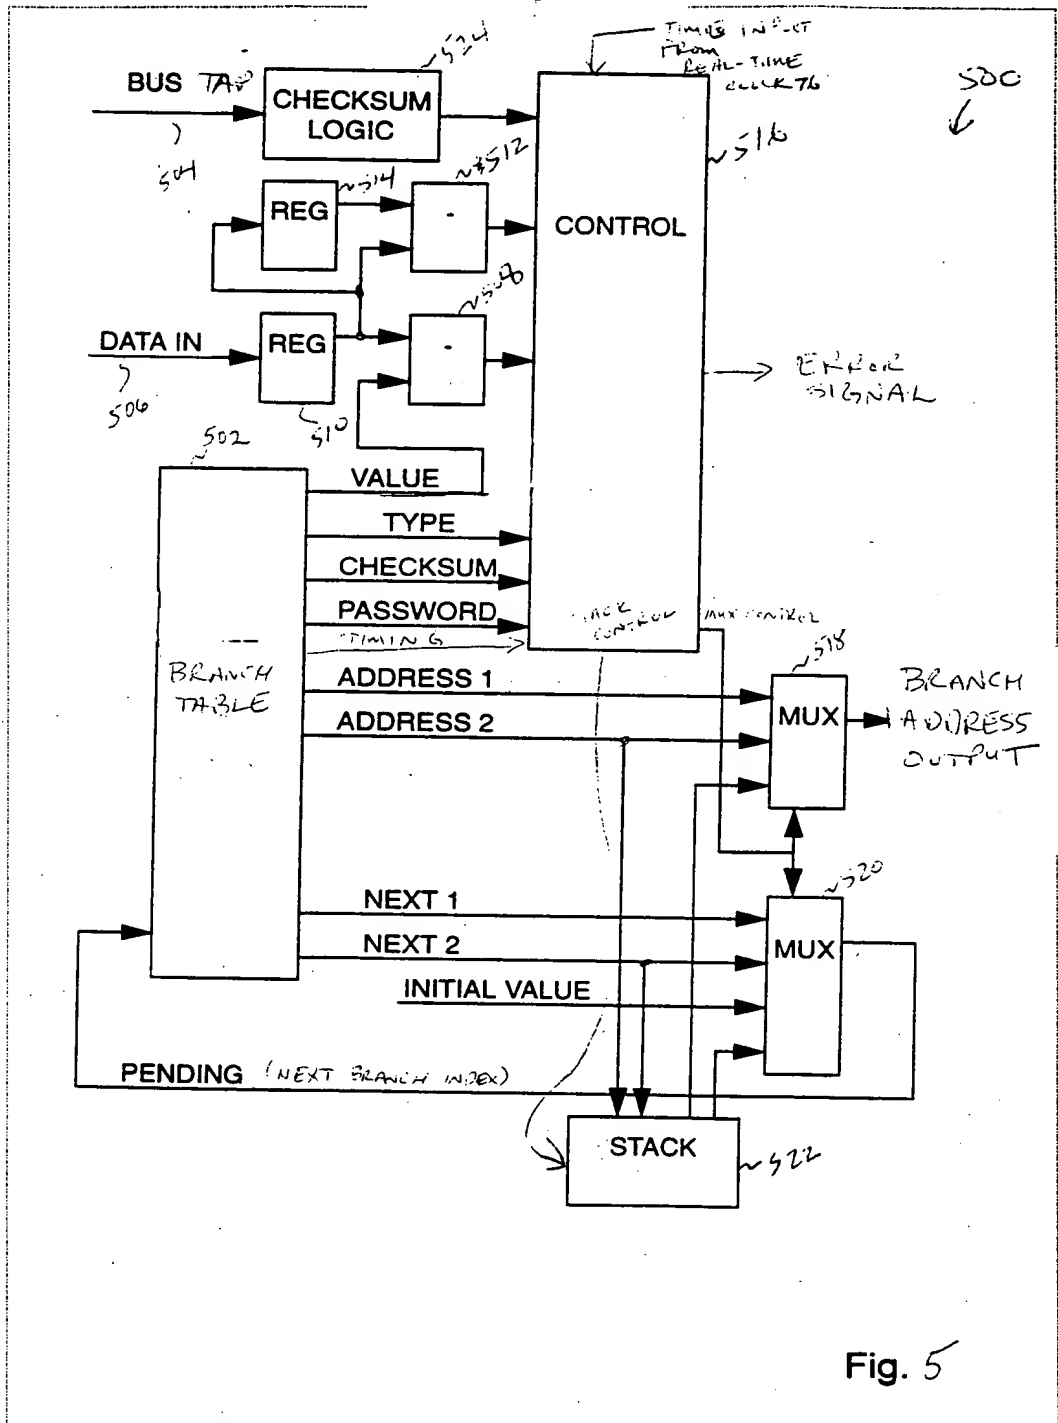 524
TIMER INPUT
FROM
REAL-TIME
CLOCK 76
500
BUS TAP
CHECKSUM
LOGIC
504
516
514
512
REG
-
CONTROL
508
DATA IN
REG
-
506
510
ERROR
SIGNAL
502
VALUE
TYPE
CHECKSUM
PASSWORD
TIMING
CONTROL
MUX CONTROL
518
BRANCH
TABLE
ADDRESS 1
ADDRESS 2
MUX
BRANCH
ADDRESS
OUTPUT
520
NEXT 1
NEXT 2
MUX
INITIAL VALUE
PENDING (NEXT BRANCH INDEX)
STACK
522
Fig. 5